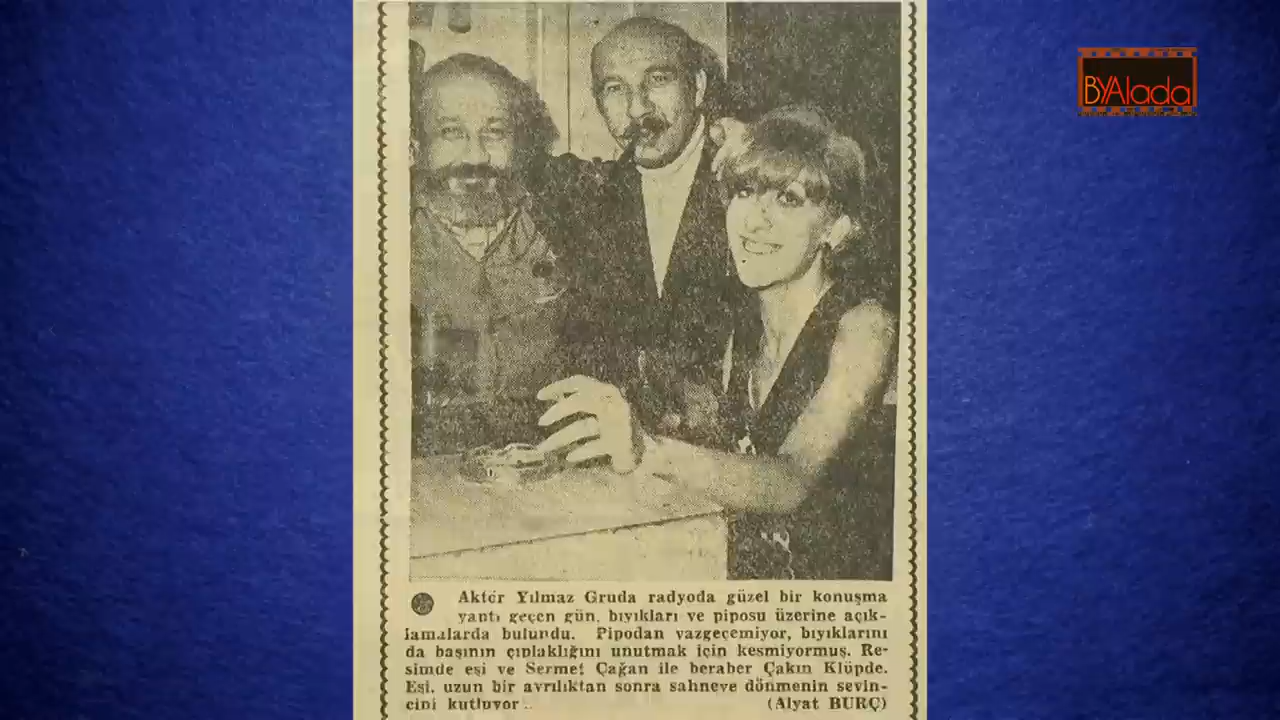 BYAlada
Aktör Yılmaz Gruda radyoda güzel bir konuşma
yaptı geçen gün, bıyıkları ve piposu üzerine açık-
lamalarda bulundu. Pipodan vazgeçemiyor, bıyıklarını
da başının çıplaklığını unutmak için kesmiyormuş. Re-
simde eşi ve Sermet Çağan ile beraber Çakın Klüpde.
Eşi, uzun bir ayrılıktan sonra sahneye dönmenin sevin-
cini kutluyor..
(Alyat BURÇ)